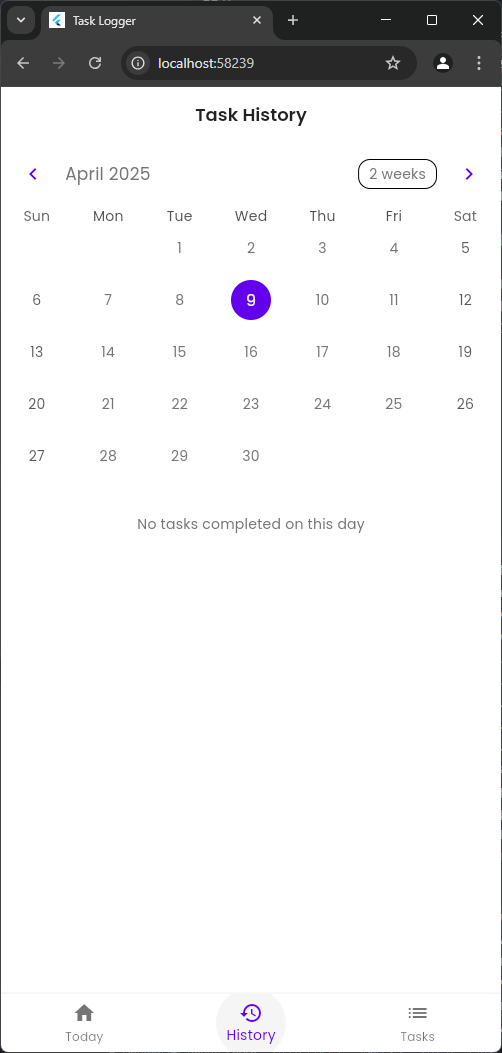 Task Logger
localhost:58239
Task History
April 2025
2 weeks
Sun Mon Tue Wed Thu Fri Sat
1 2 3 4 5
6 7 8 9 10 11 12
13 14 15 16 17 18 19
20 21 22 23 24 25 26
27 28 29 30
No tasks completed on this day
Today History Tasks